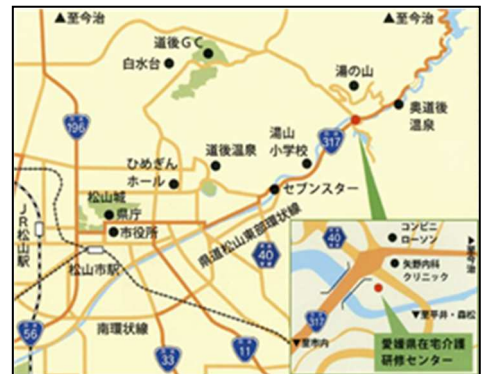 ▲至今治
▲至今治
道後GC
白水台
湯の山
奥道後
温泉
196
317
湯山
小学校
道後温泉
ひめぎん
ホール
セブンスター
松山城
県庁
市役所
JR松山駅
松山市駅
県道松山東部環状線
40
南環状線
56
33
11
40
コンビニ
ローソン
▲至今治
矢野内科
クリニック
317
▼至平井・森松
▼至市内
愛媛県在宅介護
研修センター